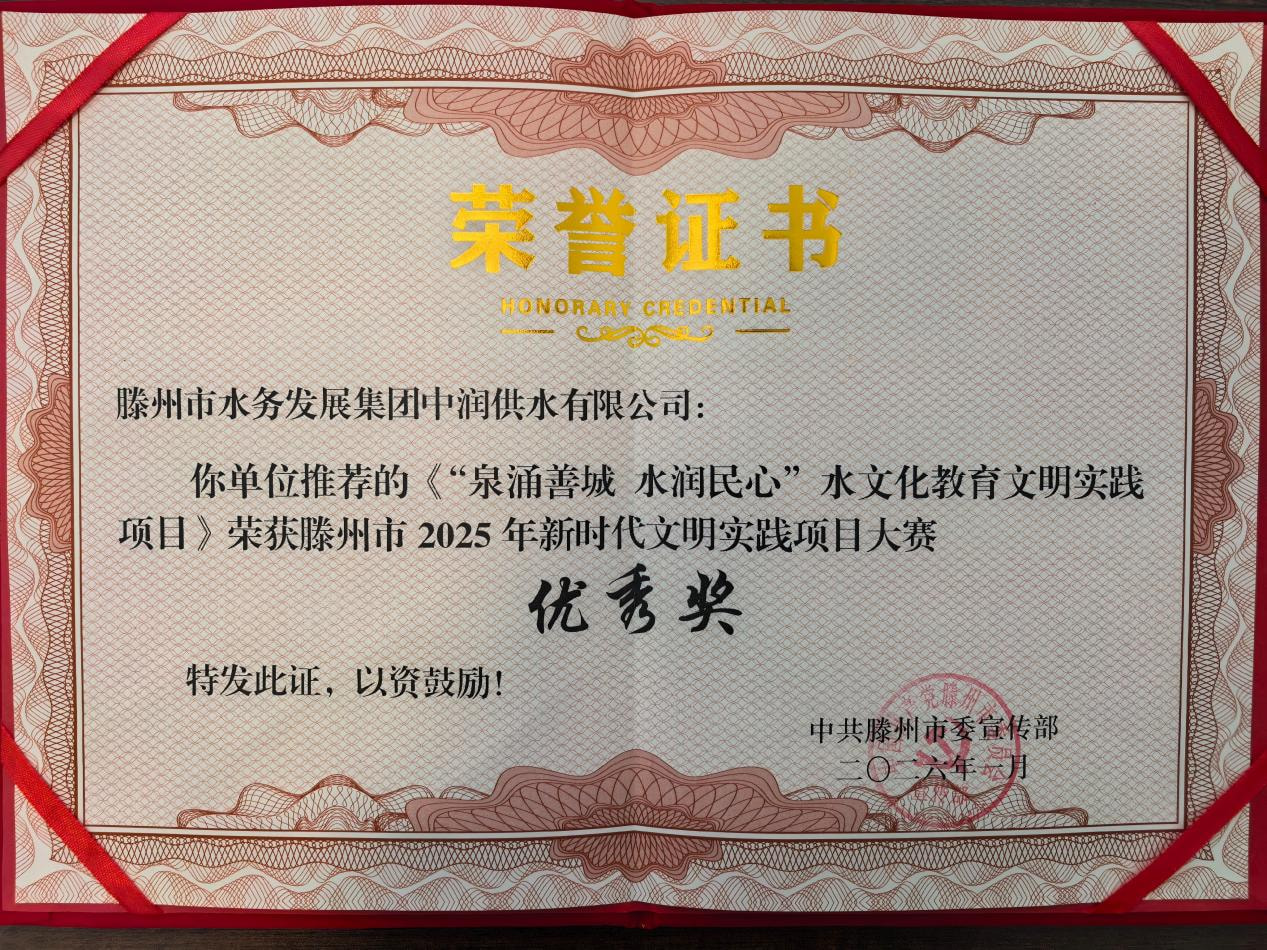 荣誉证书
HONORARY CREDENTIAL
滕州市水务发展集团中润供水有限公司：
你单位推荐的《“泉涌善城 水润民心”水文化教育文明实践
项目》荣获滕州市 2025 年新时代文明实践项目大赛
优秀奖
特发此证，以资鼓励！
中共滕州市委宣传部
二〇二六年一月